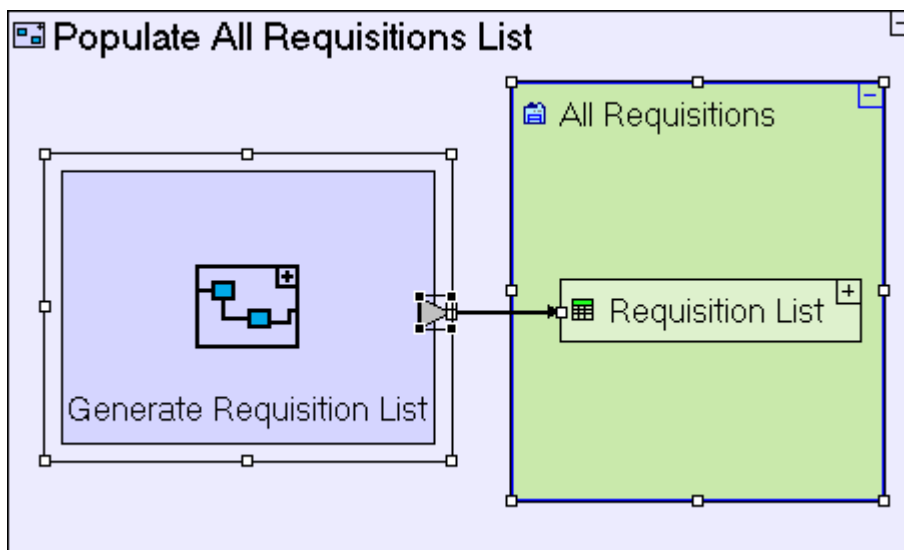 Populate All Requisitions List
All Requisitions
Requisition List
Generate Requisition List